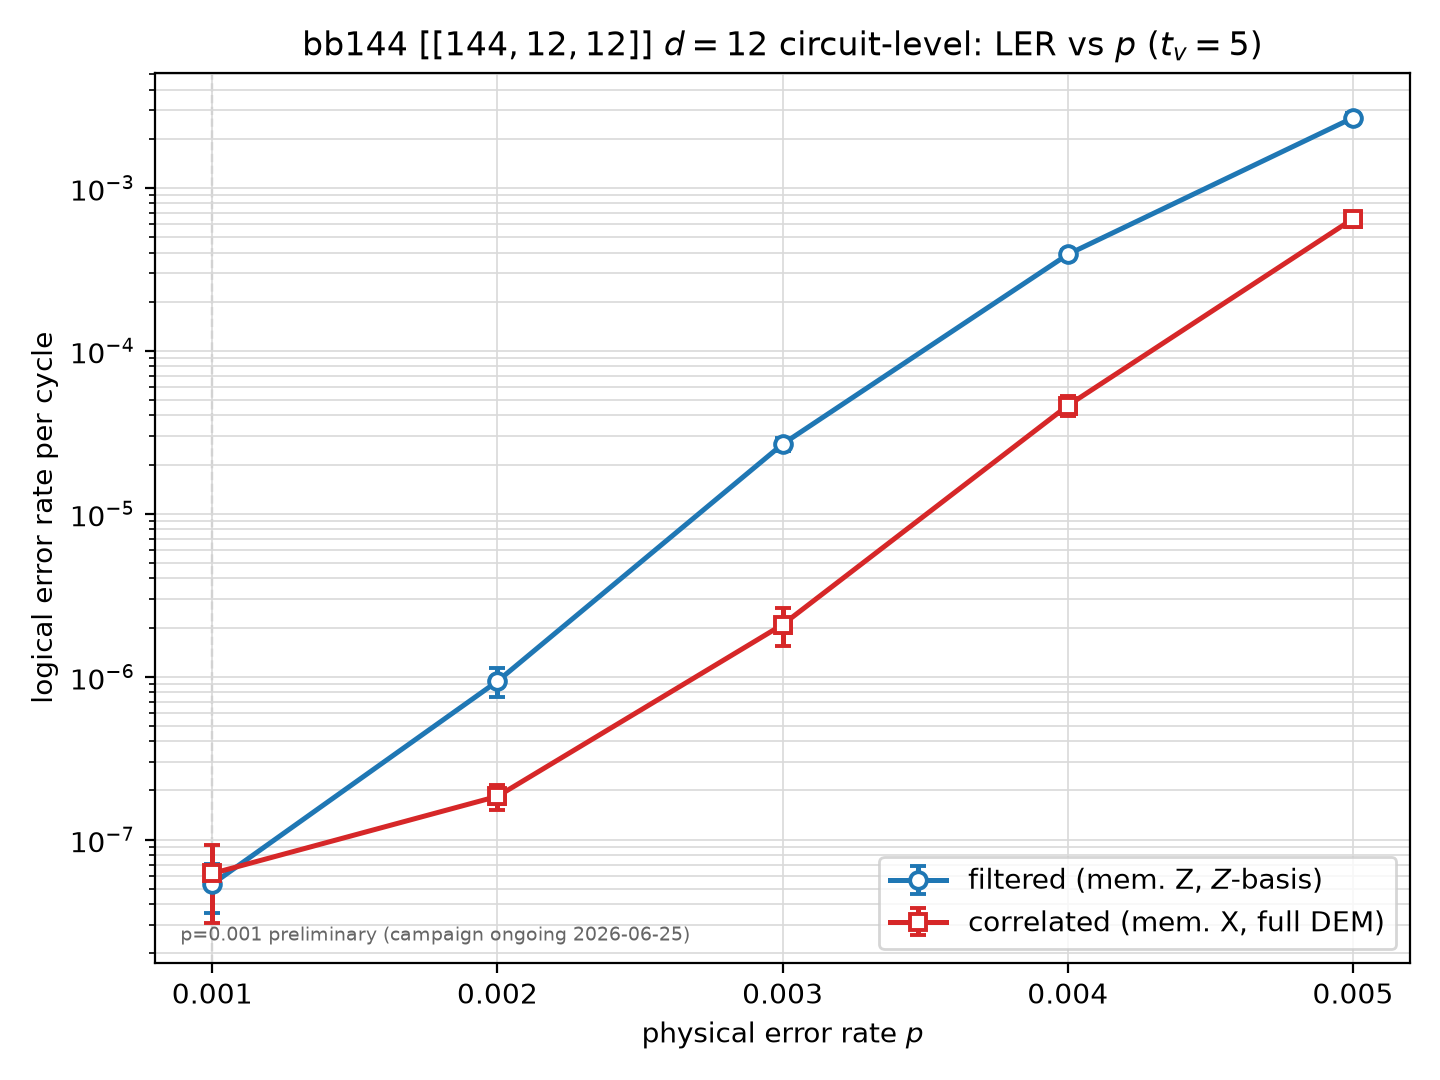 bb144 [[144, 12, 12]] d = 12 circuit-level: LER vs p (t_v = 5)
logical error rate per cycle
10⁻³
10⁻⁴
10⁻⁵
10⁻⁶
10⁻⁷
filtered (mem. Z, Z-basis)
correlated (mem. X, full DEM)
p=0.001 preliminary (campaign ongoing 2026-06-25)
0.001 0.002 0.003 0.004 0.005
physical error rate p